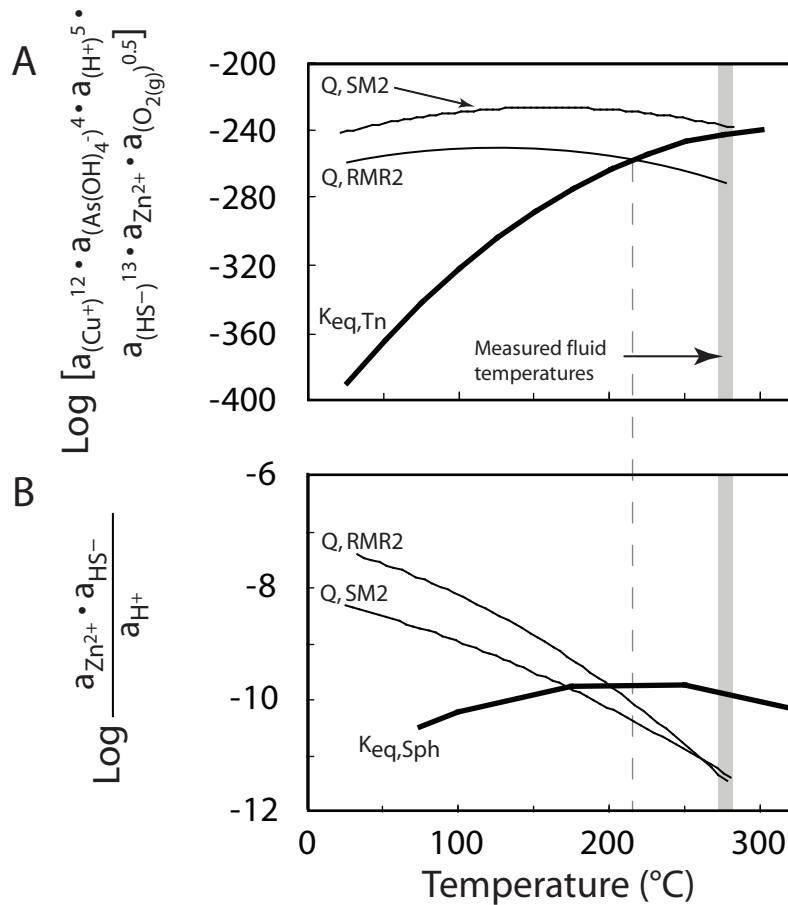 A
Log [a(Cu+)12 • a(As(OH)4-)4 • a(H+)5 •
a(HS−)13 • aZn2+ • a(O2(g))0.5]
-200
-240
-280
-320
-360
-400
Q, SM2
Q, RMR2
Keq,Tn
Measured fluid
temperatures
B
Log
aZn2+ • aHS−
aH+
-6
-8
-10
-12
Q, RMR2
Q, SM2
Keq,Sph
0 100 200 300
Temperature (°C)